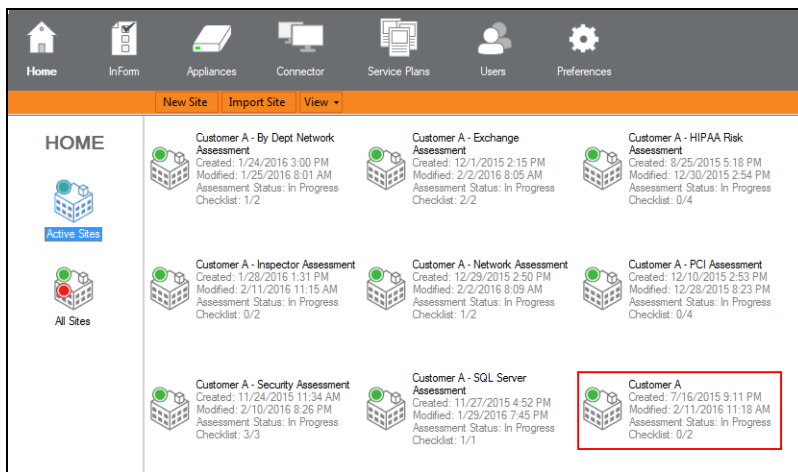 Home
InForm
Appliances
Connector
Service Plans
Users
Preferences
New Site
Import Site
View
HOME
Active Sites
All Sites
Customer A - By Dept Network
Assessment
Created: 1/24/2016 3:00 PM
Modified: 1/25/2016 8:01 AM
Assessment Status: In Progress
Checklist: 1/2
Customer A - Exchange
Assessment
Created: 12/1/2015 2:15 PM
Modified: 2/2/2016 8:05 AM
Assessment Status: In Progress
Checklist: 2/2
Customer A - HIPAA Risk
Assessment
Created: 8/25/2015 5:18 PM
Modified: 12/30/2015 2:54 PM
Assessment Status: In Progress
Checklist: 0/4
Customer A - Inspector Assessment
Created: 1/28/2016 1:31 PM
Modified: 2/11/2016 11:15 AM
Assessment Status: In Progress
Checklist: 0/2
Customer A - Network Assessment
Created: 12/29/2015 2:50 PM
Modified: 2/2/2016 8:09 AM
Assessment Status: In Progress
Checklist: 1/2
Customer A - PCI Assessment
Created: 12/10/2015 2:53 PM
Modified: 12/28/2015 8:23 PM
Assessment Status: In Progress
Checklist: 0/4
Customer A - Security Assessment
Created: 11/24/2015 11:34 AM
Modified: 2/10/2016 8:26 PM
Assessment Status: In Progress
Checklist: 3/3
Customer A - SQL Server
Assessment
Created: 11/27/2015 4:52 PM
Modified: 1/29/2016 7:45 PM
Assessment Status: In Progress
Checklist: 1/1
Customer A
Created: 7/16/2015 9:11 PM
Modified: 2/11/2016 11:18 AM
Assessment Status: In Progress
Checklist: 0/2